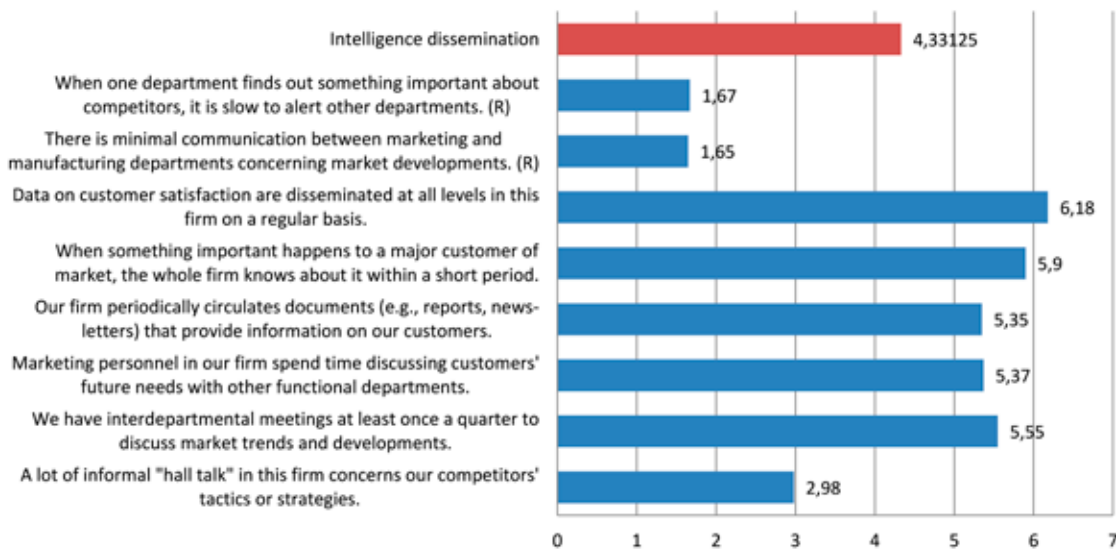 Intelligence dissemination
4,33125
When one department finds out something important about
competitors, it is slow to alert other departments. (R)
1,67
There is minimal communication between marketing and
manufacturing departments concerning market developments. (R)
1,65
Data on customer satisfaction are disseminated at all levels in this
firm on a regular basis.
6,18
When something important happens to a major customer of
market, the whole firm knows about it within a short period.
5,9
Our firm periodically circulates documents (e.g., reports, news-
letters) that provide information on our customers.
5,35
Marketing personnel in our firm spend time discussing customers'
future needs with other functional departments.
5,37
We have interdepartmental meetings at least once a quarter to
discuss market trends and developments.
5,55
A lot of informal "hall talk" in this firm concerns our competitors'
tactics or strategies.
2,98
0 1 2 3 4 5 6 7